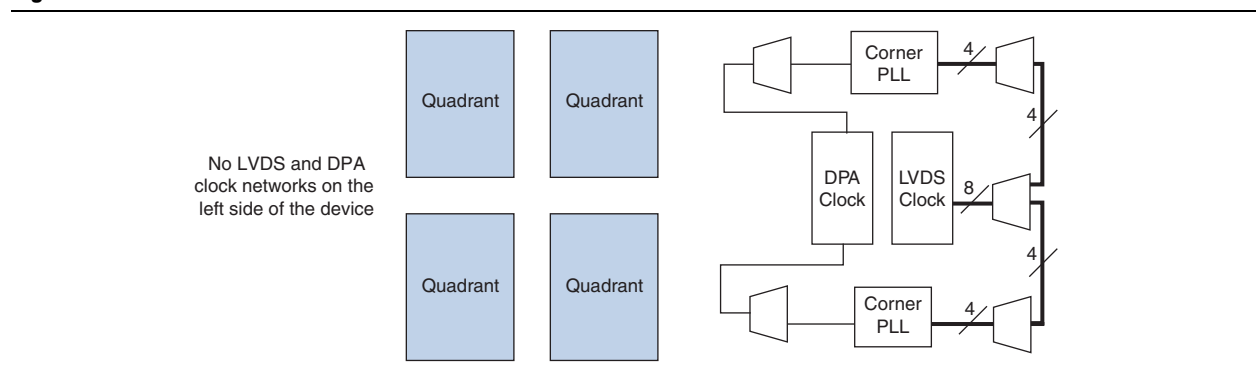 Quadrant
Quadrant
Corner
PLL
4
4
No LVDS and DPA
clock networks on the
left side of the device
DPA
Clock
LVDS
Clock
8
4
Quadrant
Quadrant
Corner
PLL
4